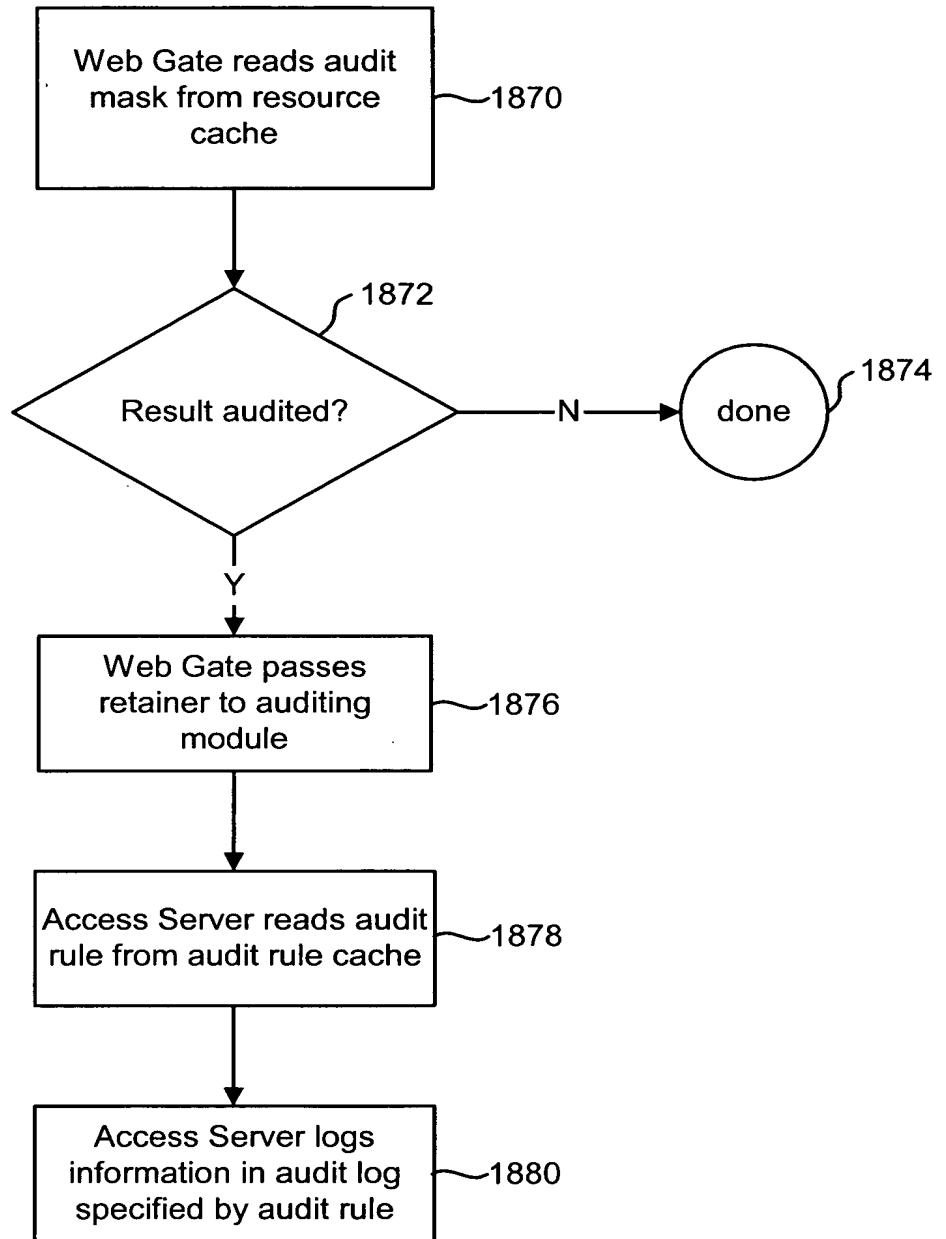 Web Gate reads audit
mask from resource
cache
1870
1872
Result audited?
N
done
1874
Y
Web Gate passes
retainer to auditing
module
1876
Access Server reads audit
rule from audit rule cache
1878
Access Server logs
information in audit log
specified by audit rule
1880